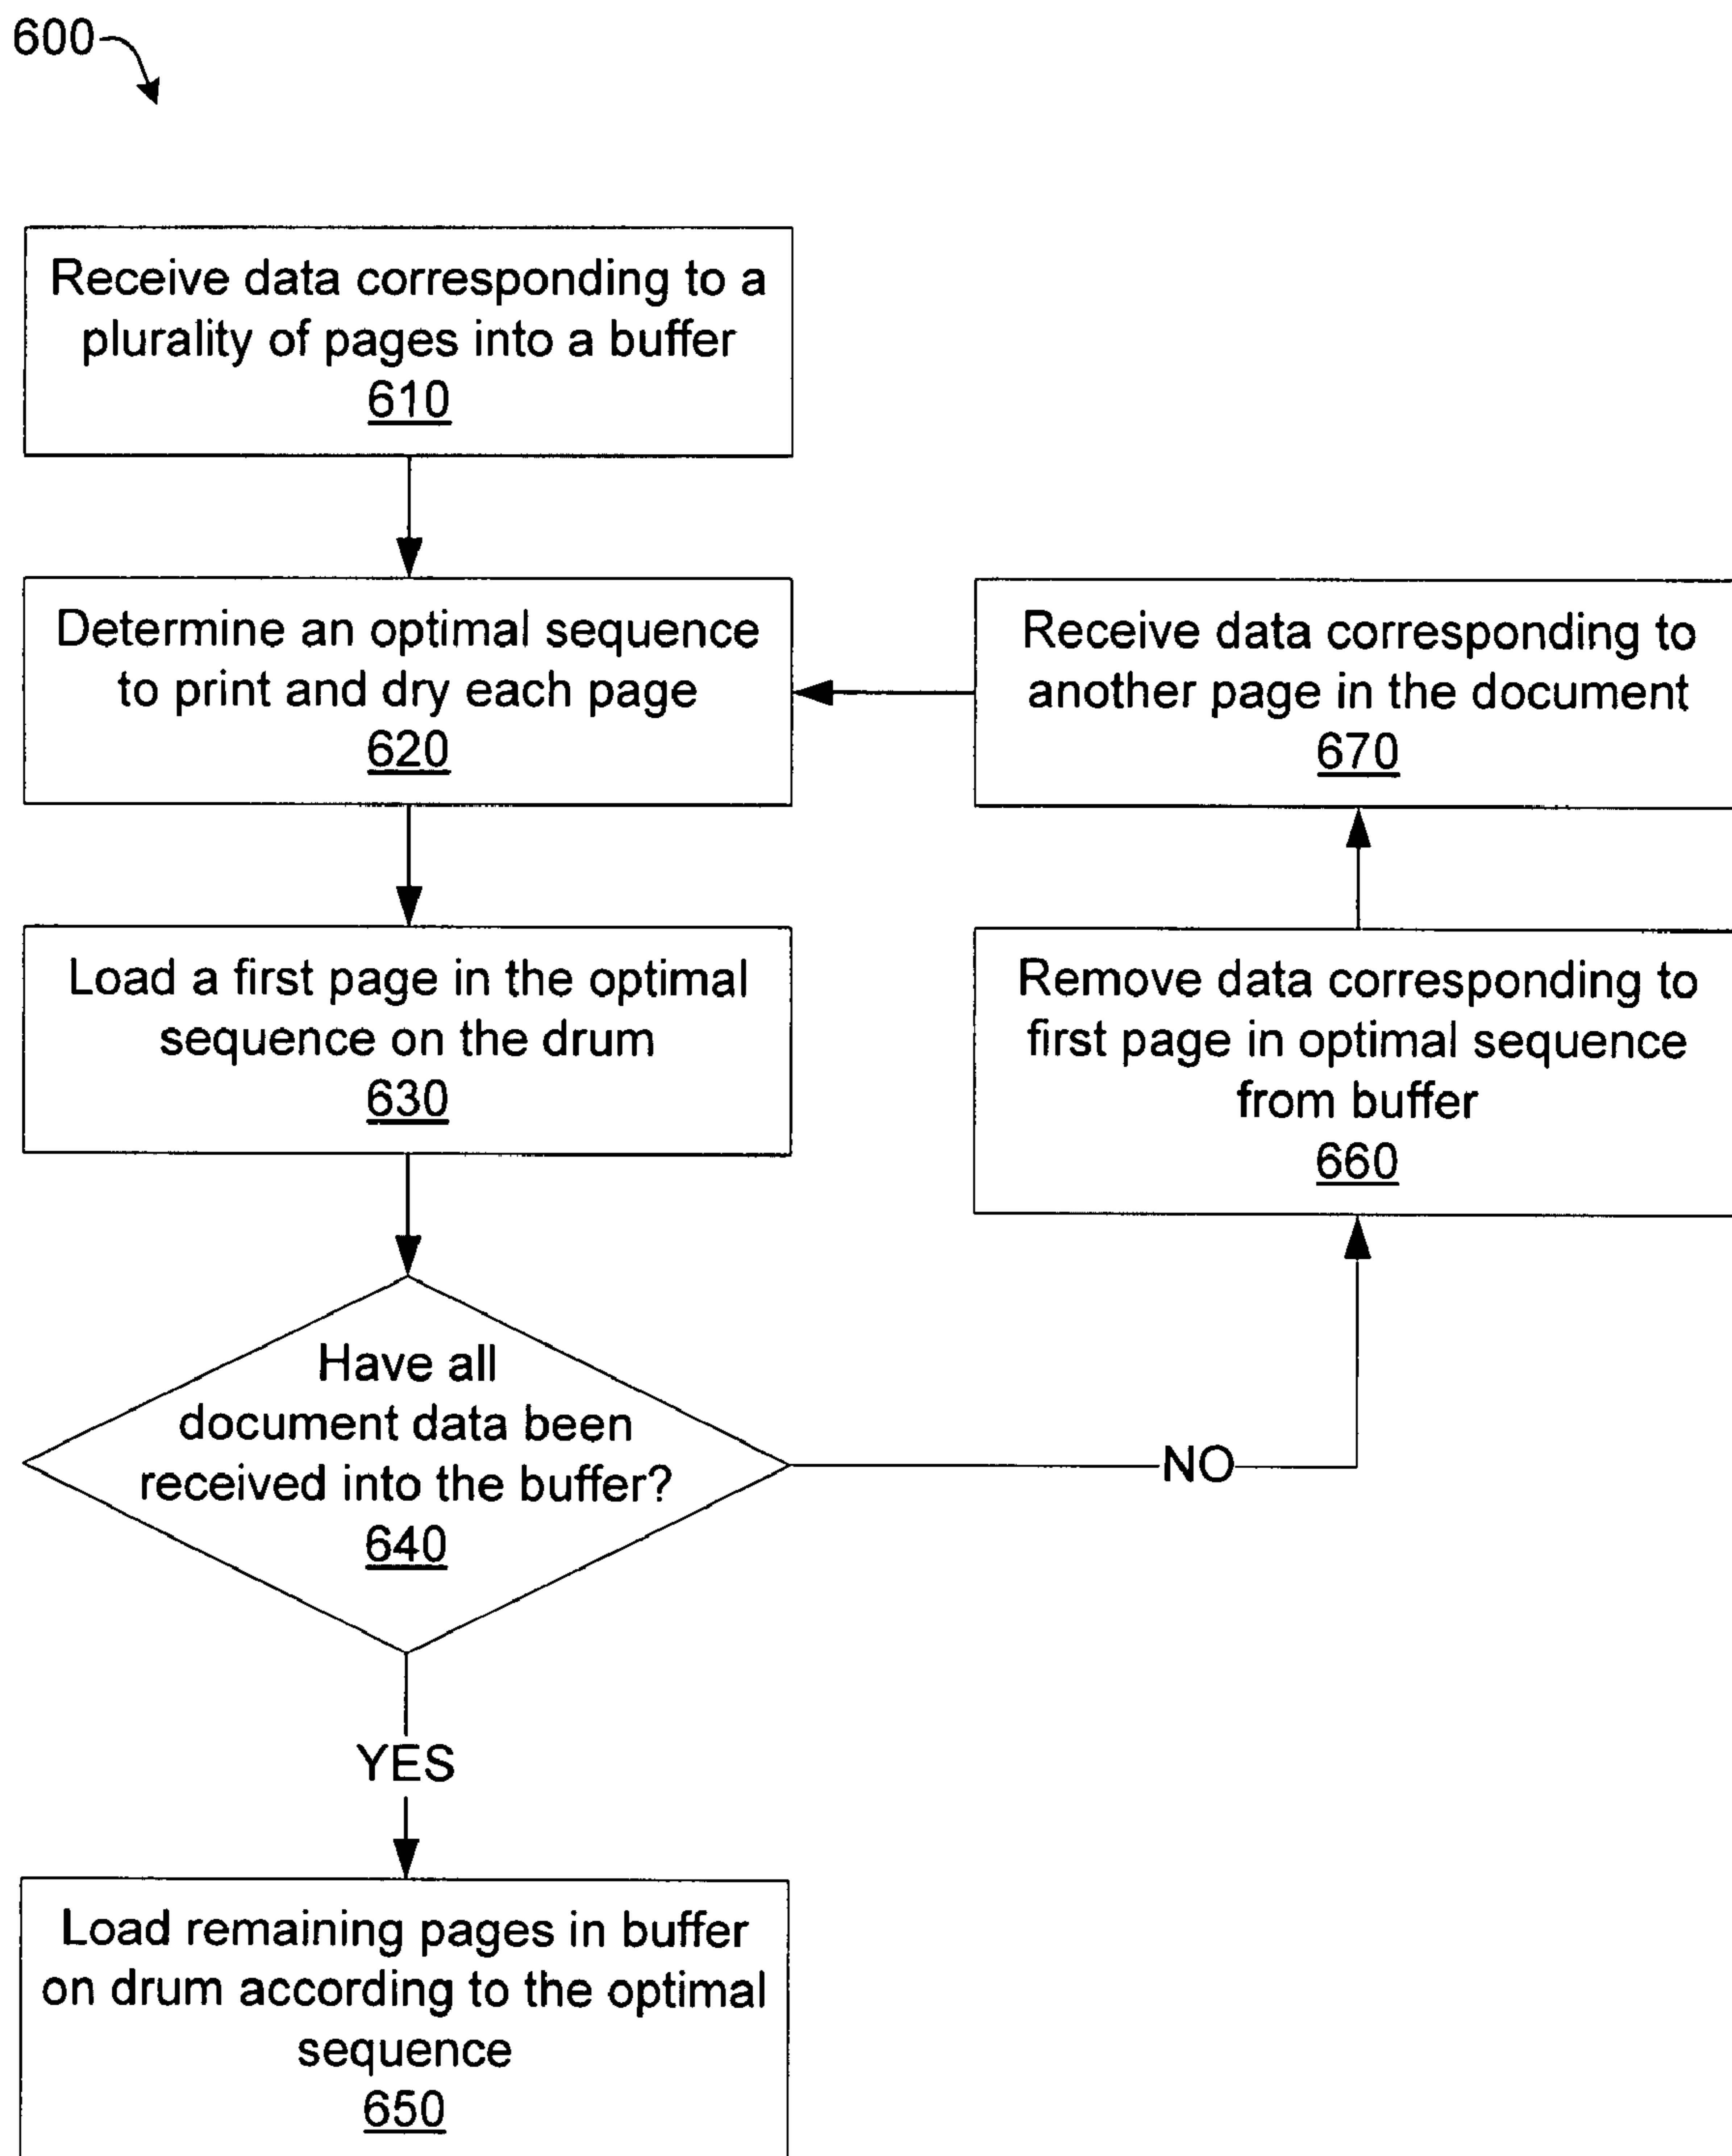 600
Receive data corresponding to a
plurality of pages into a buffer
610
Determine an optimal sequence
to print and dry each page
620
Receive data corresponding to
another page in the document
670
Load a first page in the optimal
sequence on the drum
630
Remove data corresponding to
first page in optimal sequence
from buffer
660
Have all
document data been
received into the buffer?
640
NO
YES
Load remaining pages in buffer
on drum according to the optimal
sequence
650